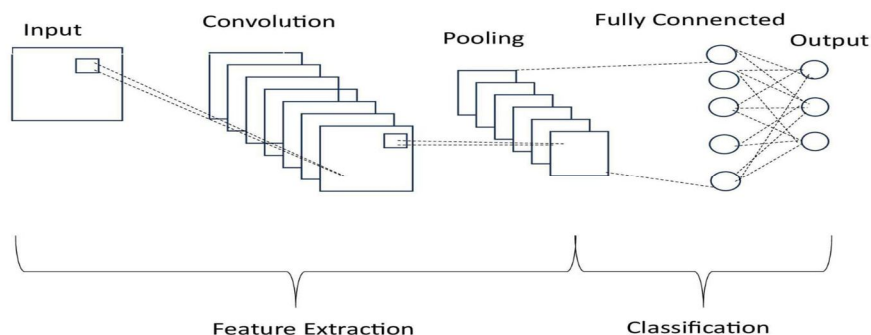 Input
Convolution
Pooling
Fully Connencted
Output
Feature Extraction
Classification